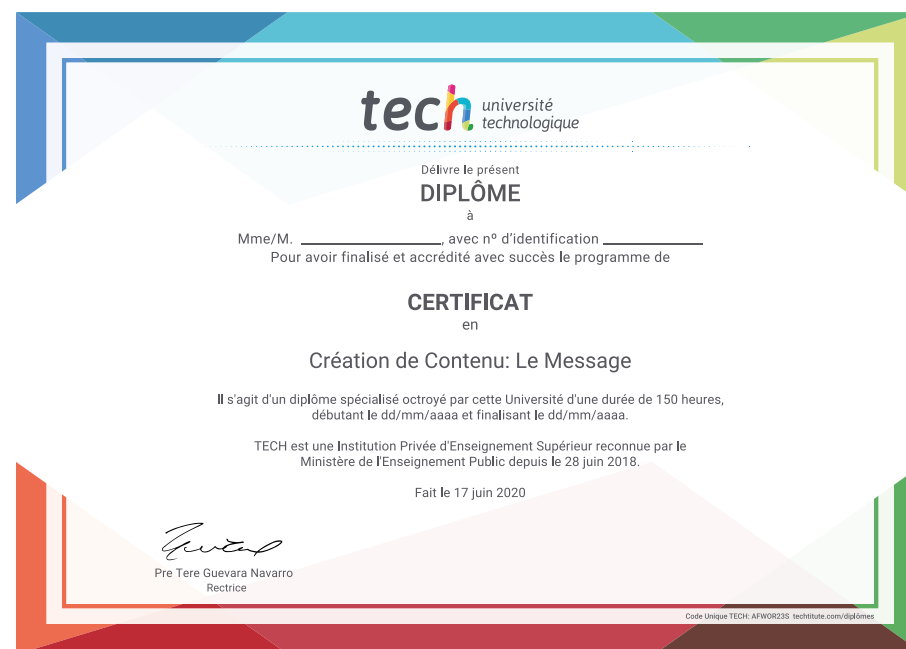 tech université
technologique
Délivre le présent
DIPLÔME
à
Mme/M. ____________________, avec nº d'identification ______________
Pour avoir finalisé et accrédité avec succès le programme de
CERTIFICAT
en
Création de Contenu: Le Message
Il s'agit d'un diplôme spécialisé octroyé par cette Université d'une durée de 150 heures,
débutant le dd/mm/aaaa et finalisant le dd/mm/aaaa.
TECH est une Institution Privée d'Enseignement Supérieur reconnue par le
Ministère de l'Enseignement Public depuis le 28 juin 2018.
Fait le 17 juin 2020
Pre Tere Guevara Navarro
Rectrice
Code Unique TECH: AFWOR23S techtitute.com/diplômes